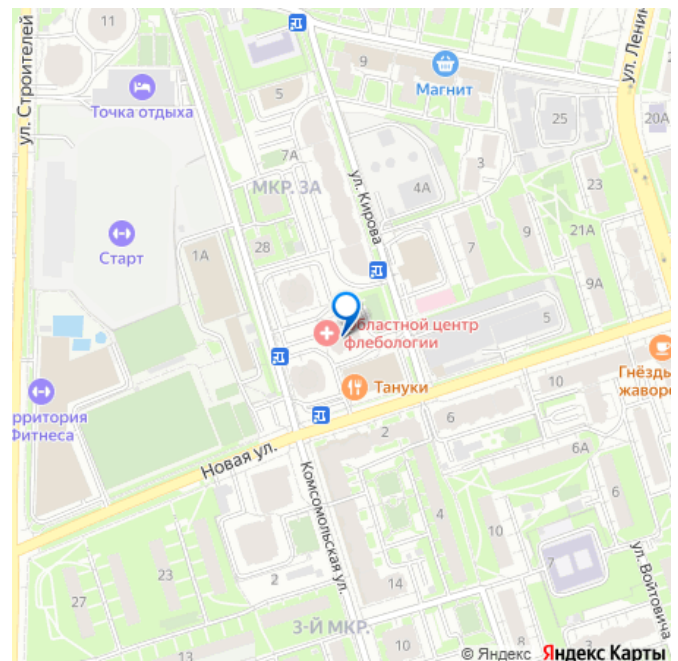 ул. Строителей
11
Точка отдыха
5
9
Магнит
ул. Ленин
25
20А
7А
МКР. 3А
3
4А
ул. Кирова
23
Старт
1А
28
7
9
21А
9А
5
областной центр
флебологии
Тануки
Гнёзды
жаворо
рритория
Фитнеса
10
6
2
6А
Новая ул.
Комсомольская ул.
4
10
6
7
ул. Войтовича
23
27
2
14
3-Й МКР.
10
8
13
© Яндекс Яндекс Карты